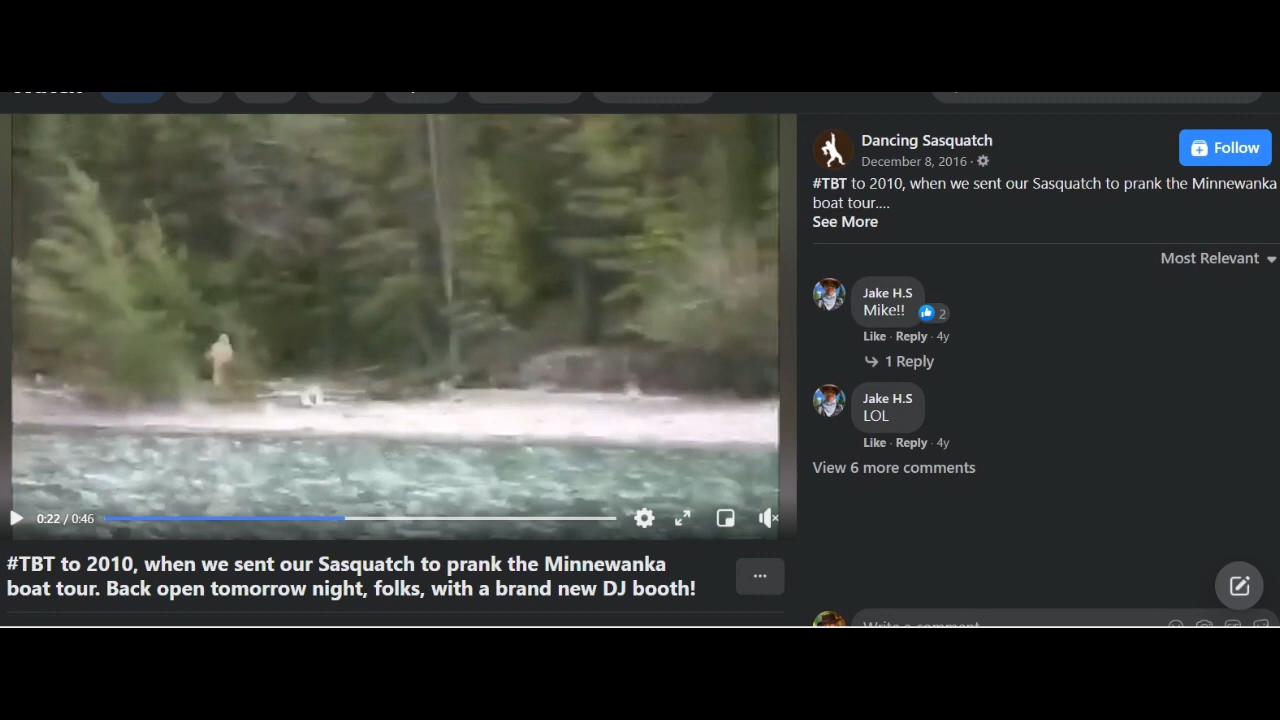 Dancing Sasquatch
December 8, 2016 ·
Follow
#TBT to 2010, when we sent our Sasquatch to prank the Minnewanka
boat tour....
See More
Most Relevant
Jake H.S
Mike!!
2
Like · Reply · 4y
1 Reply
Jake H.S
LOL
Like · Reply · 4y
View 6 more comments
0:22 / 0:46
#TBT to 2010, when we sent our Sasquatch to prank the Minnewanka
boat tour. Back open tomorrow night, folks, with a brand new DJ booth!
Write a comment